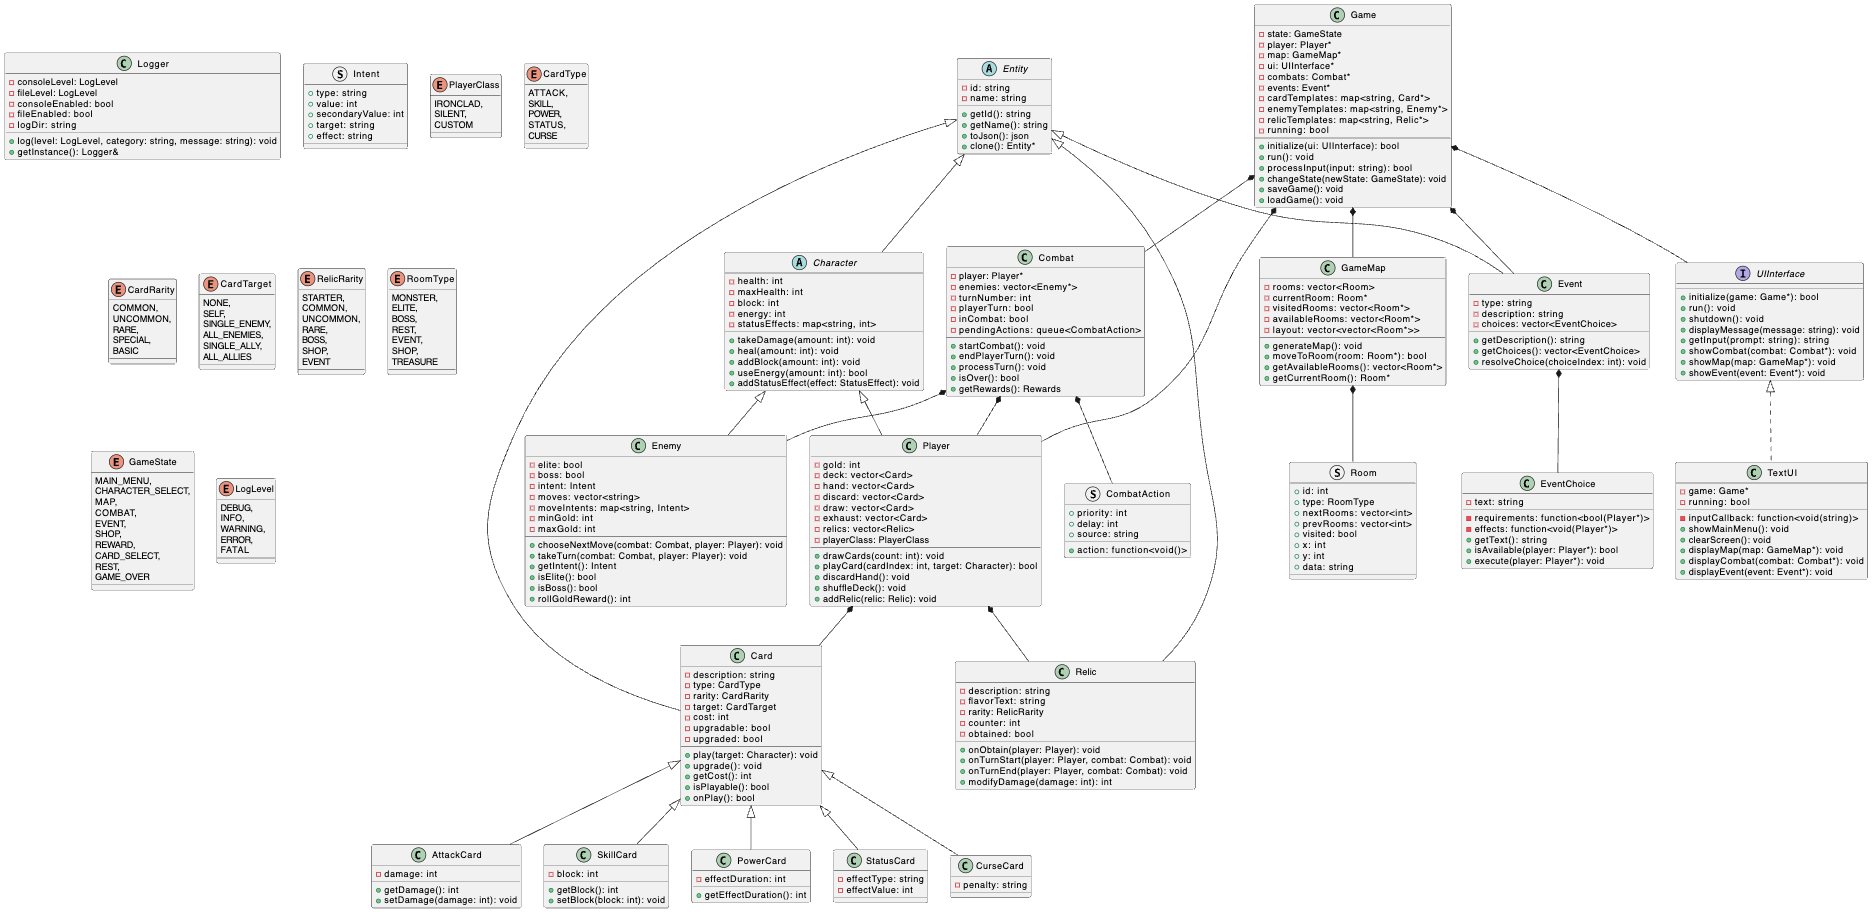 C Logger
consoleLevel: LogLevel
fileLevel: LogLevel
consoleEnabled: bool
fileEnabled: bool
logDir: string
log(level: LogLevel, category: string, message: string): void
getInstance(): Logger&
S Intent
type: string
value: int
secondaryValue: int
target: string
effect: string
E PlayerClass
IRONCLAD,
SILENT,
CUSTOM
E CardType
ATTACK,
SKILL,
POWER,
STATUS,
CURSE
A Entity
id: string
name: string
getId(): string
getName(): string
toJson(): json
clone(): Entity*
C Game
state: GameState
player: Player*
map: GameMap*
ui: UIInterface*
combats: Combat*
events: Event*
cardTemplates: map<string, Card*>
enemyTemplates: map<string, Enemy*>
relicTemplates: map<string, Relic*>
running: bool
initialize(ui: UIInterface): bool
run(): void
processInput(input: string): bool
changeState(newState: GameState): void
saveGame(): void
loadGame(): void
E CardRarity
COMMON,
UNCOMMON,
RARE,
SPECIAL,
BASIC
E CardTarget
NONE,
SELF,
SINGLE_ENEMY,
ALL_ENEMIES,
SINGLE_ALLY,
ALL_ALLIES
E RelicRarity
STARTER,
COMMON,
UNCOMMON,
RARE,
BOSS,
SHOP,
EVENT
E RoomType
MONSTER,
ELITE,
BOSS,
REST,
EVENT,
SHOP,
TREASURE
A Character
health: int
maxHealth: int
block: int
energy: int
statusEffects: map<string, int>
takeDamage(amount: int): void
heal(amount: int): void
addBlock(amount: int): void
useEnergy(amount: int): bool
addStatusEffect(effect: StatusEffect): void
C Combat
player: Player*
enemies: vector<Enemy*>
turnNumber: int
playerTurn: bool
inCombat: bool
pendingActions: queue<CombatAction>
startCombat(): void
endPlayerTurn(): void
processTurn(): void
isOver(): bool
getRewards(): Rewards
C GameMap
rooms: vector<Room>
currentRoom: Room*
visitedRooms: vector<Room*>
availableRooms: vector<Room*>
layout: vector<vector<Room*>>
generateMap(): void
moveToRoom(room: Room*): bool
getAvailableRooms(): vector<Room*>
getCurrentRoom(): Room*
C Event
type: string
description: string
choices: vector<EventChoice>
getDescription(): string
getChoices(): vector<EventChoice>
resolveChoice(choiceIndex: int): void
I UIInterface
initialize(game: Game*): bool
run(): void
shutdown(): void
displayMessage(message: string): void
getInput(prompt: string): string
showCombat(combat: Combat*): void
showMap(map: GameMap*): void
showEvent(event: Event*): void
E GameState
MAIN_MENU,
CHARACTER_SELECT,
MAP,
COMBAT,
EVENT,
SHOP,
REWARD,
CARD_SELECT,
REST,
GAME_OVER
E LogLevel
DEBUG,
INFO,
WARNING,
ERROR,
FATAL
C Enemy
elite: bool
boss: bool
intent: Intent
moves: vector<string>
moveIntents: map<string, Intent>
minGold: int
maxGold: int
chooseNextMove(combat: Combat, player: Player): void
takeTurn(combat: Combat, player: Player): void
getIntent(): Intent
isElite(): bool
isBoss(): bool
rollGoldReward(): int
C Player
gold: int
deck: vector<Card>
hand: vector<Card>
discard: vector<Card>
draw: vector<Card>
exhaust: vector<Card>
relics: vector<Relic>
playerClass: PlayerClass
drawCards(count: int): void
playCard(cardIndex: int, target: Character): bool
discardHand(): void
shuffleDeck(): void
addRelic(relic: Relic): void
S CombatAction
priority: int
delay: int
source: string
action: function<void()>
S Room
id: int
type: RoomType
nextRooms: vector<int>
prevRooms: vector<int>
visited: bool
x: int
y: int
data: string
C EventChoice
text: string
requirements: function<bool(Player*)>
effects: function<void(Player*)>
getText(): string
isAvailable(player: Player*): bool
execute(player: Player*): void
C TextUI
game: Game*
running: bool
inputCallback: function<void(string)>
showMainMenu(): void
clearScreen(): void
displayMap(map: GameMap*): void
displayCombat(combat: Combat*): void
displayEvent(event: Event*): void
C Card
description: string
type: CardType
rarity: CardRarity
target: CardTarget
cost: int
upgradable: bool
upgraded: bool
play(target: Character): void
upgrade(): void
getCost(): int
isPlayable(): bool
onPlay(): bool
C Relic
description: string
flavorText: string
rarity: RelicRarity
counter: int
obtained: bool
onObtain(player: Player): void
onTurnStart(player: Player, combat: Combat): void
onTurnEnd(player: Player, combat: Combat): void
modifyDamage(damage: int): int
C AttackCard
damage: int
getDamage(): int
setDamage(damage: int): void
C SkillCard
block: int
getBlock(): int
setBlock(block: int): void
C PowerCard
effectDuration: int
getEffectDuration(): int
C StatusCard
effectType: string
effectValue: int
C CurseCard
penalty: string